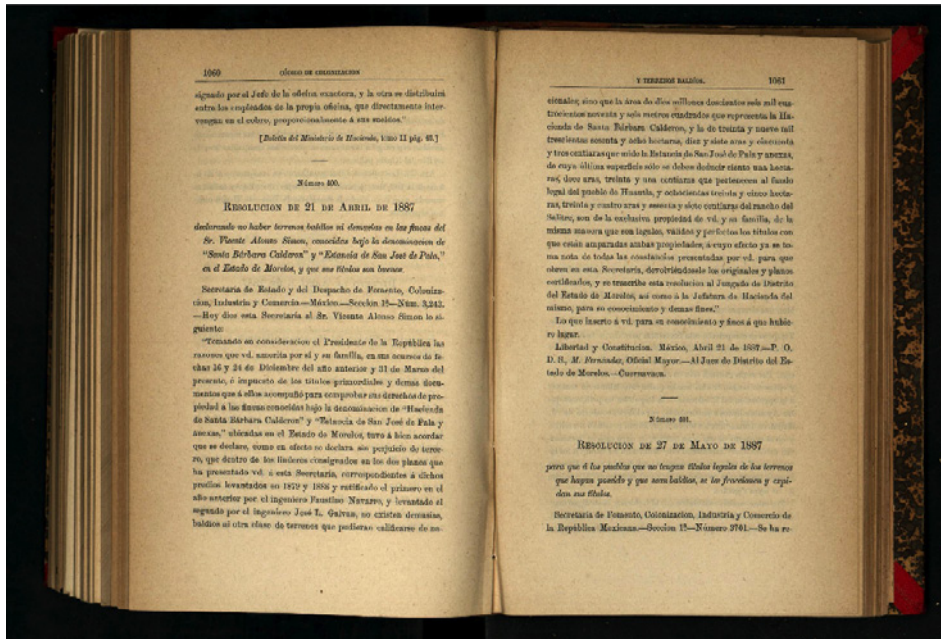 1060
CÓDIGO DE COLONIZACION
signado por el Jefe de la oficina exactora, y la otra se distribuirá
entre los empleados de la propia oficina, que directamente inter-
vengan en el cobro, proporcionalmente á sus sueldos."
[Boletin del Ministerio de Hacienda, tomo II pág. 46.]
Número 400.
RESOLUCION DE 21 DE ABRIL DE 1887
declarando no haber terrenos baldíos ni demasías en las fincas del
Sr. Vicente Alonso Simon, conocidas bajo la denominacion de
"Santa Bárbara Calderon" y "Estancia de San José de Pala,"
en el Estado de Morelos, y que sus títulos son buenos.
Secretaría de Estado y del Despacho de Fomento, Coloniza-
cion, Industria y Comercio.—México.—Seccion 1ª—Núm. 3,242.
—Hoy dice esta Secretaría al Sr. Vicente Alonso Simon lo si-
guiente:
"Tomando en consideracion el Presidente de la República las
razones que vd. amerita por sí y su familia, en sus ocursos de fe-
chas 16 y 24 de Diciembre del año anterior y 31 de Marzo del
presente, é impuesto de los títulos primordiales y demas docu-
mentos que á ellos acompañó para comprobar sus derechos de pro-
piedad á las fincas conocidas bajo la denominacion de "Hacienda
de Santa Bárbara Calderon" y "Estancia de San José de Pala y
anexas," ubicadas en el Estado de Morelos, tuvo á bien acordar
que se declare, como en efecto se declara sin perjuicio de terce-
ro, que dentro de los linderos consignados en los dos planos que
ha presentado vd. á esta Secretaría, correspondientes á dichos
predios levantados en 1879 y 1886 y ratificado el primero en el
año anterior por el ingeniero Faustino Navarro, y levantado el
segundo por el ingeniero José L. Galvan, no existen demasías,
baldíos ni otra clase de terrenos que pudieran calificarse de na-
Y TERRENOS BALDÍOS.
1061
cionales; sino que la área de diez millones doscientos seis mil cua-
trocientos noventa y seis metros cuadrados que representa la Ha-
cienda de Santa Bárbara Calderon, y la de treinta y nueve mil
trescientas sesenta y ocho hectaras, diez y siete aras y cincuenta
y tres centiaras que mide la Estancia de San José de Pala y anexas,
de cuya última superficie sólo se deben deducir ciento una hecta-
ras, doce aras, treinta y una centiaras que pertenecen al fundo
legal del pueblo de Huautla, y ochocientas treinta y cinco hecta-
ras, treinta y cuatro aras y sesenta y siete centiaras del rancho del
Salitre, son de la exclusiva propiedad de vd. y su familia, de la
misma manera que son legales, válidos y perfectos los títulos con
que están amparadas ambas propiedades, á cuyo efecto ya se to-
ma nota de todas las constancias presentadas por vd. para que
obren en esta Secretaría, devolviéndosele los originales y planos
certificados, y se trascribe esta resolucion al Juzgado de Distrito
del Estado de Morelos, así como á la Jefatura de Hacienda del
mismo, para su conocimiento y demas fines."
Lo que inserto á vd. para su conocimiento y fines á que hubie-
re lugar.
Libertad y Constitucion. México, Abril 21 de 1887.—P. O.
D. S., M. Fernández, Oficial Mayor.—Al Juez de Distrito del Es-
tado de Morelos.—Cuernavaca.
Número 401.
RESOLUCION DE 27 DE MAYO DE 1887
para que á los pueblos que no tengan títulos legales de los terrenos
que hayan poseído y que sean baldíos, se les fraccionen y expi-
dan sus títulos.
Secretaría de Fomento, Colonizacion, Industria y Comercio de
la República Mexicana.—Seccion 1ª—Número 3761.—Se ha re-